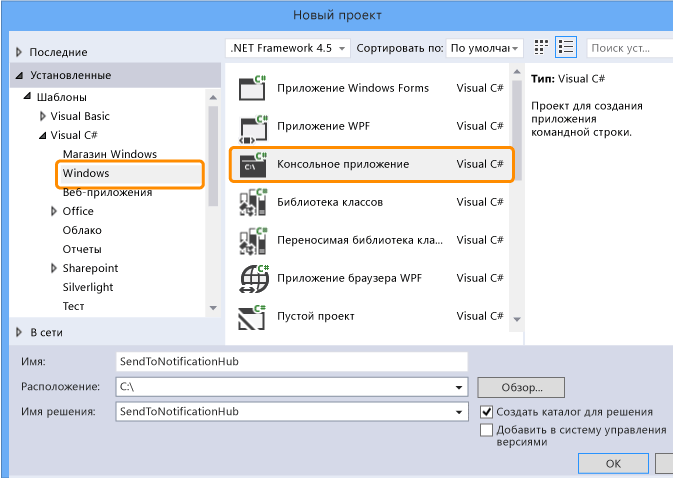 Новый проект
Последние
.NET Framework 4.5
Сортировать по:
По умолчан
Поиск уст...
Установленные
Шаблоны
Visual Basic
Visual C#
Магазин Windows
Windows
Веб-приложения
Office
Облако
Отчеты
Sharepoint
Silverlight
Тест
В сети
C#
Приложение Windows Forms
Visual C#
C#
Приложение WPF
Visual C#
C#
C:\
Консольное приложение
Visual C#
C#
Библиотека классов
Visual C#
C#
Переносимая библиотека кла...
Visual C#
C#
Приложение браузера WPF
Visual C#
C#
Пустой проект
Visual C#
Тип: Visual C#
Проект для создания
приложения
командной строки.
Имя:
SendToNotificationHub
Расположение:
C:\
Обзор...
Имя решения:
SendToNotificationHub
Создать каталог для решения
Добавить в систему управления
версиями
ОК